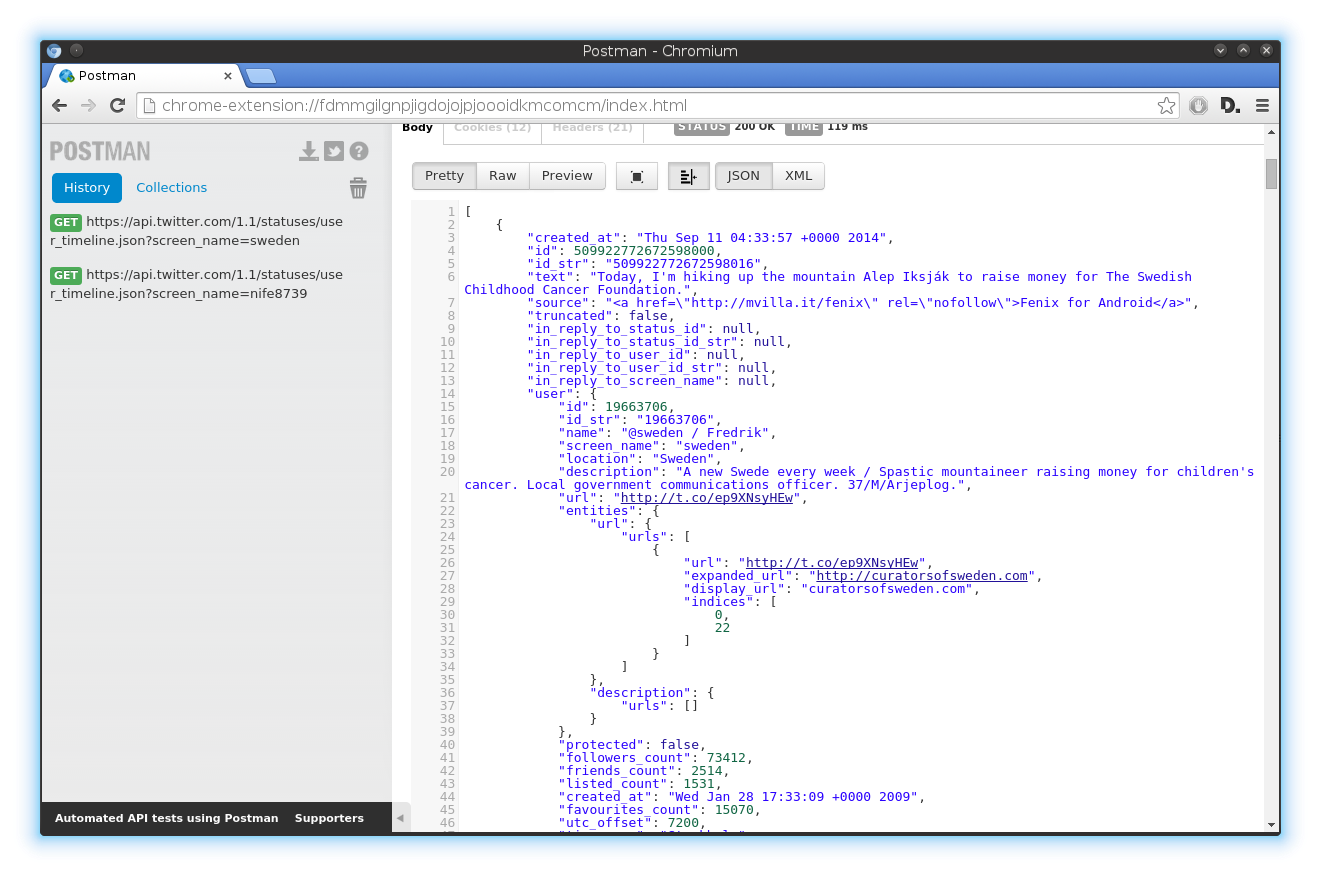 Postman - Chromium
Postman
chrome-extension://fdmmgilgnpjigdojojpjoooidkmcomcm/index.html
D.
POSTMAN
History Collections
GET https://api.twitter.com/1.1/statuses/use
r_timeline.json?screen_name=sweden
GET https://api.twitter.com/1.1/statuses/use
r_timeline.json?screen_name=nife8739
Automated API tests using Postman Supporters
Body Cookies (12) Headers (21) STATUS 200 OK TIME 119 ms
Pretty Raw Preview JSON XML
1 [
2 {
3 "created_at": "Thu Sep 11 04:33:57 +0000 2014",
4 "id": 509922772672598000,
5 "id_str": "509922772672598016",
6 "text": "Today, I'm hiking up the mountain Alep Iksják to raise money for The Swedish
Childhood Cancer Foundation.",
7 "source": "<a href=\"http://mvilla.it/fenix\" rel=\"nofollow\">Fenix for Android</a>",
8 "truncated": false,
9 "in_reply_to_status_id": null,
10 "in_reply_to_status_id_str": null,
11 "in_reply_to_user_id": null,
12 "in_reply_to_user_id_str": null,
13 "in_reply_to_screen_name": null,
14 "user": {
15 "id": 19663706,
16 "id_str": "19663706",
17 "name": "@sweden / Fredrik",
18 "screen_name": "sweden",
19 "location": "Sweden",
20 "description": "A new Swede every week / Spastic mountaineer raising money for children's
cancer. Local government communications officer. 37/M/Arjeplog.",
21 "url": "http://t.co/ep9XNsyHEw",
22 "entities": {
23 "url": {
24 "urls": [
25 {
26 "url": "http://t.co/ep9XNsyHEw",
27 "expanded_url": "http://curatorsofsweden.com",
28 "display_url": "curatorsofsweden.com",
29 "indices": [
30 0,
31 22
32 ]
33 }
34 ]
35 },
36 "description": {
37 "urls": []
38 }
39 },
40 "protected": false,
41 "followers_count": 73412,
42 "friends_count": 2514,
43 "listed_count": 1531,
44 "created_at": "Wed Jan 28 17:33:09 +0000 2009",
45 "favourites_count": 15070,
46 "utc_offset": 7200,